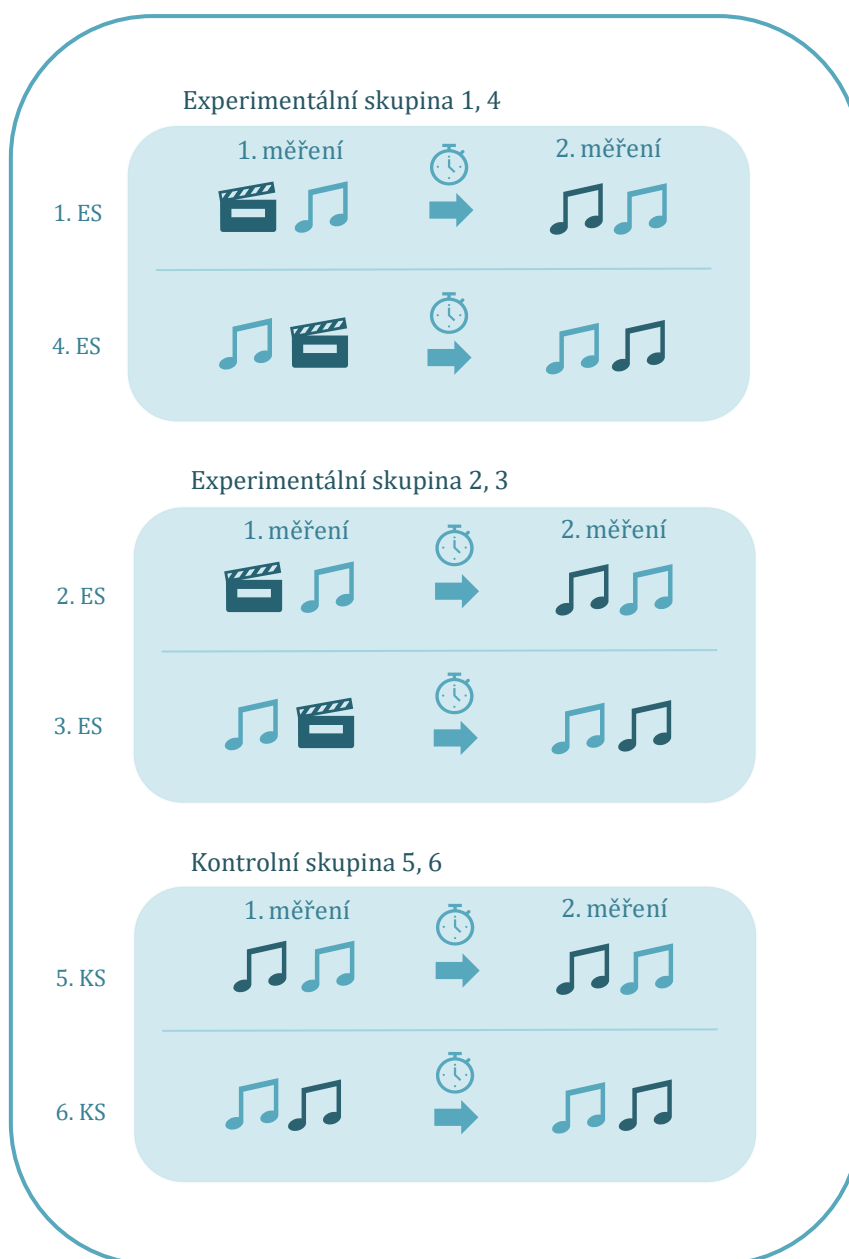 Experimentální skupina 1, 4
1. měření 2. měření
1. ES
4. ES
Experimentální skupina 2, 3
1. měření 2. měření
2. ES
3. ES
Kontrolní skupina 5, 6
1. měření 2. měření
5. KS
6. KS